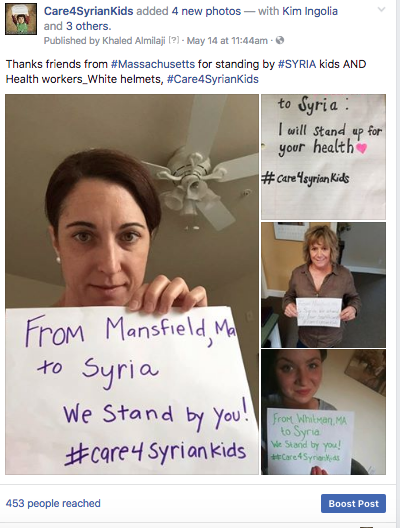 Care4SyrianKids added 4 new photos — with Kim Ingolia
and 3 others.
Published by Khaled Almilaji [?] · May 14 at 11:44am ·
Thanks friends from #Massachusetts for standing by #SYRIA kids AND
Health workers_White helmets, #Care4SyrianKids
From Mansfield, Ma
to Syria
We Stand by You!
#care4Syriankids
to Syria :
I will Stand up for
your health
#care4syrianKids
From Whitman, MA
to Syria
We Stand by you!
#Care4SyrianKids
453 people reached
Boost Post